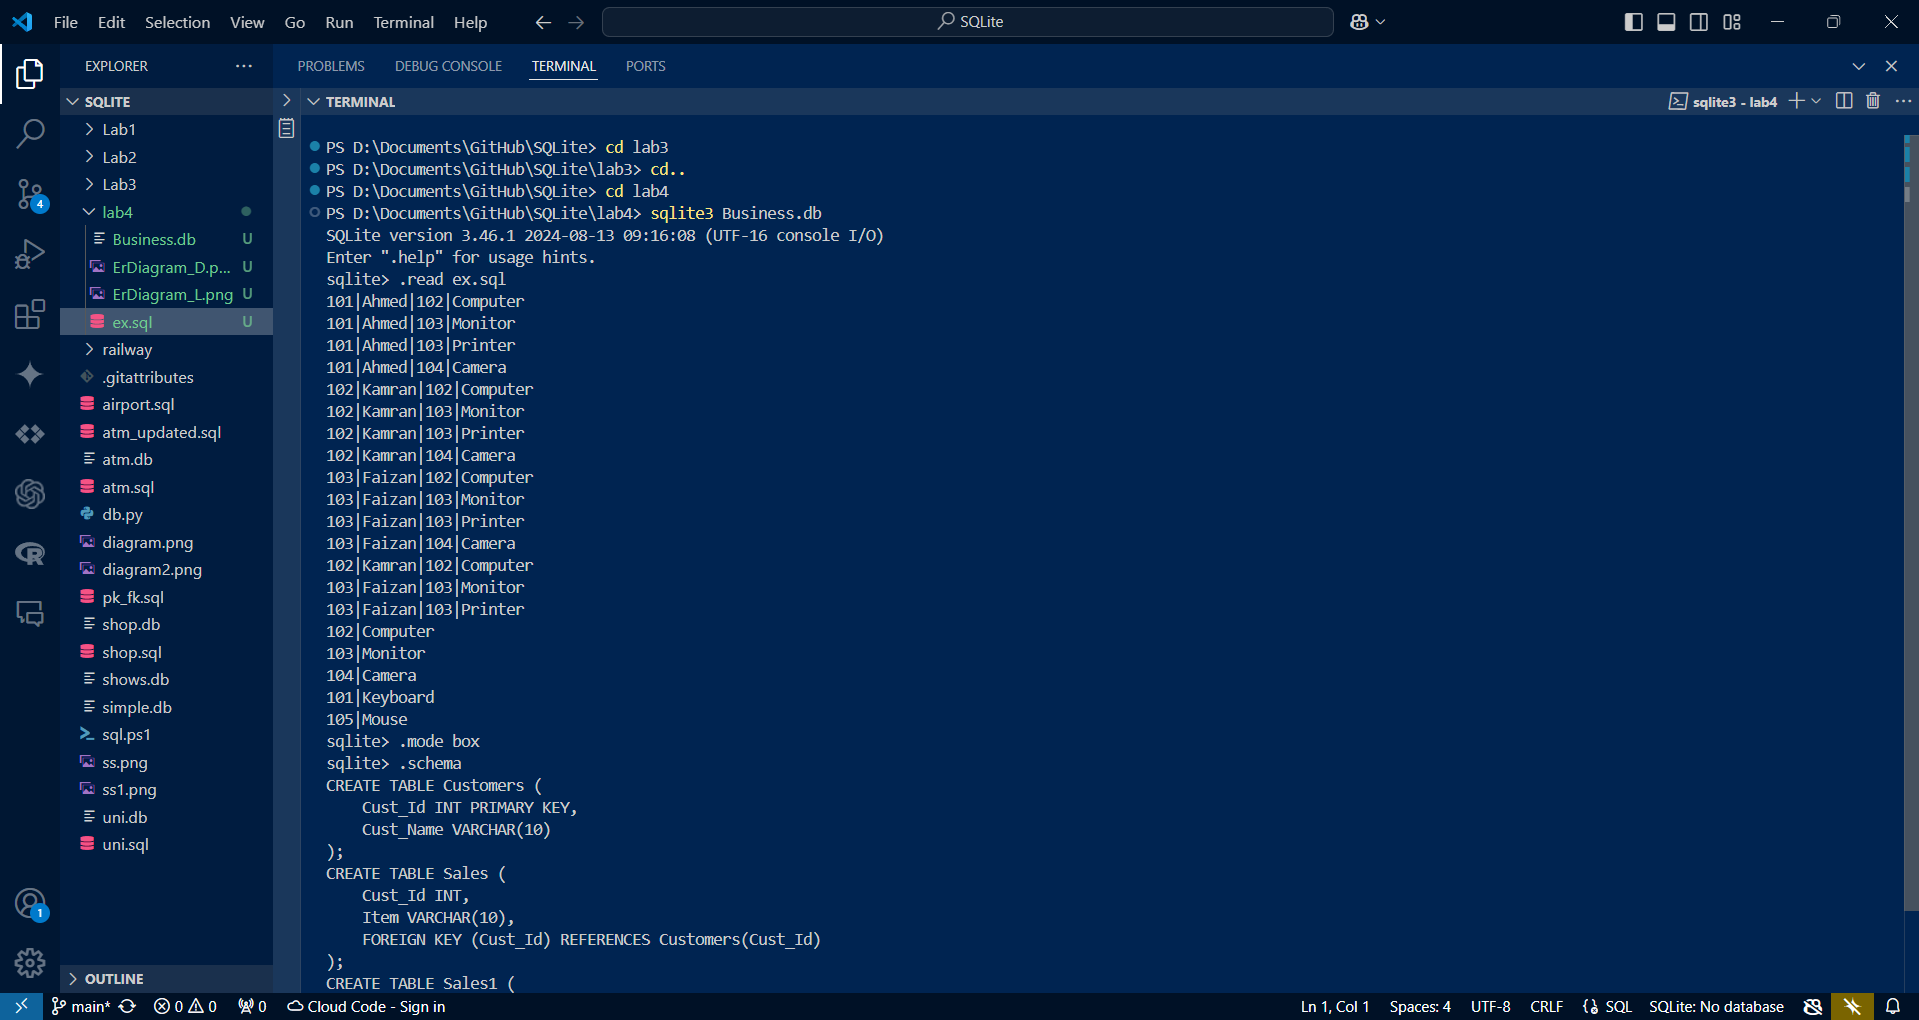 File Edit Selection View Go Run Terminal Help SQLite
EXPLORER
PROBLEMS DEBUG CONSOLE TERMINAL PORTS
SQLITE
Lab1
Lab2
Lab3
lab4
Business.db U
ErDiagram_D.p... U
ErDiagram_L.png U
ex.sql U
railway
.gitattributes
airport.sql
atm_updated.sql
atm.db
atm.sql
db.py
diagram.png
diagram2.png
pk_fk.sql
shop.db
shop.sql
shows.db
simple.db
sql.ps1
ss.png
ss1.png
uni.db
uni.sql
OUTLINE
4
1
TERMINAL
sqlite3 - lab4
PS D:\Documents\GitHub\SQLite> cd lab3
PS D:\Documents\GitHub\SQLite\lab3> cd..
PS D:\Documents\GitHub\SQLite> cd lab4
PS D:\Documents\GitHub\SQLite\lab4> sqlite3 Business.db
SQLite version 3.46.1 2024-08-13 09:16:08 (UTF-16 console I/O)
Enter ".help" for usage hints.
sqlite> .read ex.sql
101|Ahmed|102|Computer
101|Ahmed|103|Monitor
101|Ahmed|103|Printer
101|Ahmed|104|Camera
102|Kamran|102|Computer
102|Kamran|103|Monitor
102|Kamran|103|Printer
102|Kamran|104|Camera
103|Faizan|102|Computer
103|Faizan|103|Monitor
103|Faizan|103|Printer
103|Faizan|104|Camera
102|Kamran|102|Computer
103|Faizan|103|Monitor
103|Faizan|103|Printer
102|Computer
103|Monitor
104|Camera
101|Keyboard
105|Mouse
sqlite> .mode box
sqlite> .schema
CREATE TABLE Customers (
    Cust_Id INT PRIMARY KEY,
    Cust_Name VARCHAR(10)
);
CREATE TABLE Sales (
    Cust_Id INT,
    Item VARCHAR(10),
    FOREIGN KEY (Cust_Id) REFERENCES Customers(Cust_Id)
);
CREATE TABLE Sales1 (
main* 0 0 0 Cloud Code - Sign in Ln 1, Col 1 Spaces: 4 UTF-8 CRLF SQL SQLite: No database